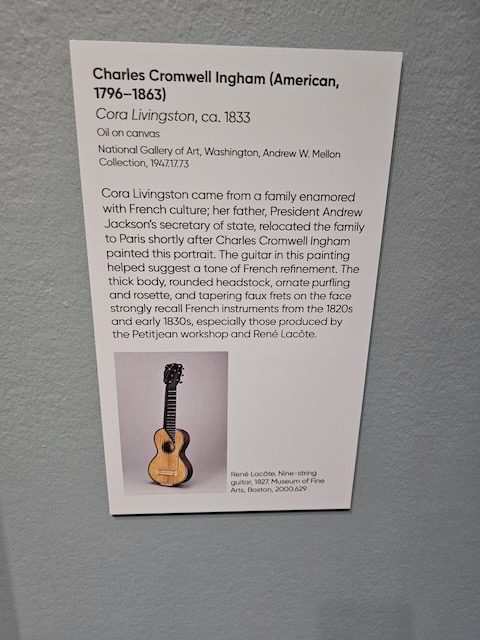 Charles Cromwell Ingham (American,
1796–1863)
Cora Livingston, ca. 1833
Oil on canvas
National Gallery of Art, Washington, Andrew W. Mellon
Collection, 1947.17.73
Cora Livingston came from a family enamored
with French culture; her father, President Andrew
Jackson's secretary of state, relocated the family
to Paris shortly after Charles Cromwell Ingham
painted this portrait. The guitar in this painting
helped suggest a tone of French refinement. The
thick body, rounded headstock, ornate purfling
and rosette, and tapering faux frets on the face
strongly recall French instruments from the 1820s
and early 1830s, especially those produced by
the Petitjean workshop and René Lacôte.
René Lacôte. Nine-string
guitar, 1827. Museum of Fine
Arts, Boston, 2000.629